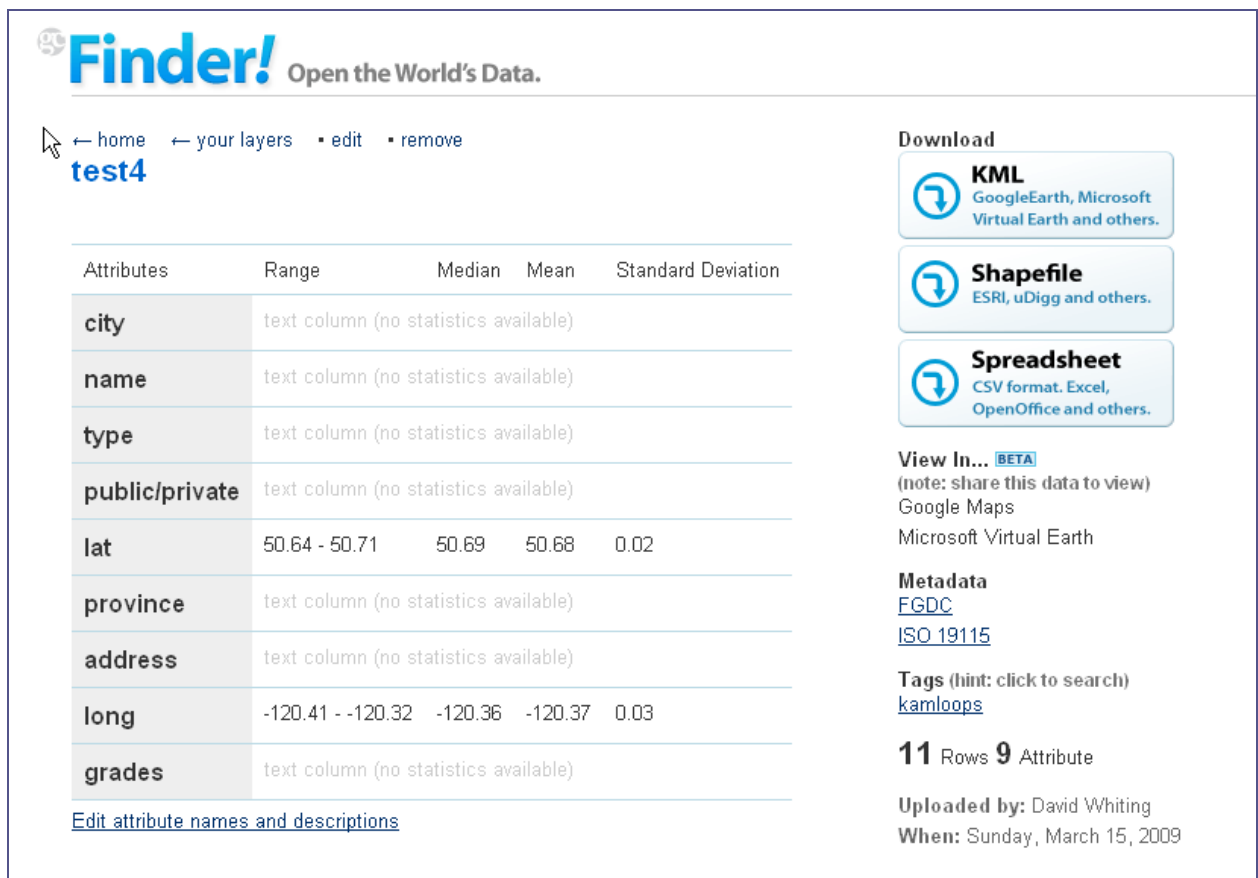 gc Finder! Open the World's Data.
← home ← your layers ▪ edit ▪ remove
test4
Attributes Range Median Mean Standard Deviation
city text column (no statistics available)
name text column (no statistics available)
type text column (no statistics available)
public/private text column (no statistics available)
lat 50.64 - 50.71 50.69 50.68 0.02
province text column (no statistics available)
address text column (no statistics available)
long -120.41 - -120.32 -120.36 -120.37 0.03
grades text column (no statistics available)
Edit attribute names and descriptions
Download
KML
GoogleEarth, Microsoft
Virtual Earth and others.
Shapefile
ESRI, uDigg and others.
Spreadsheet
CSV format. Excel,
OpenOffice and others.
View In... BETA
(note: share this data to view)
Google Maps
Microsoft Virtual Earth
Metadata
FGDC
ISO 19115
Tags (hint: click to search)
kamloops
11 Rows 9 Attribute
Uploaded by: David Whiting
When: Sunday, March 15, 2009